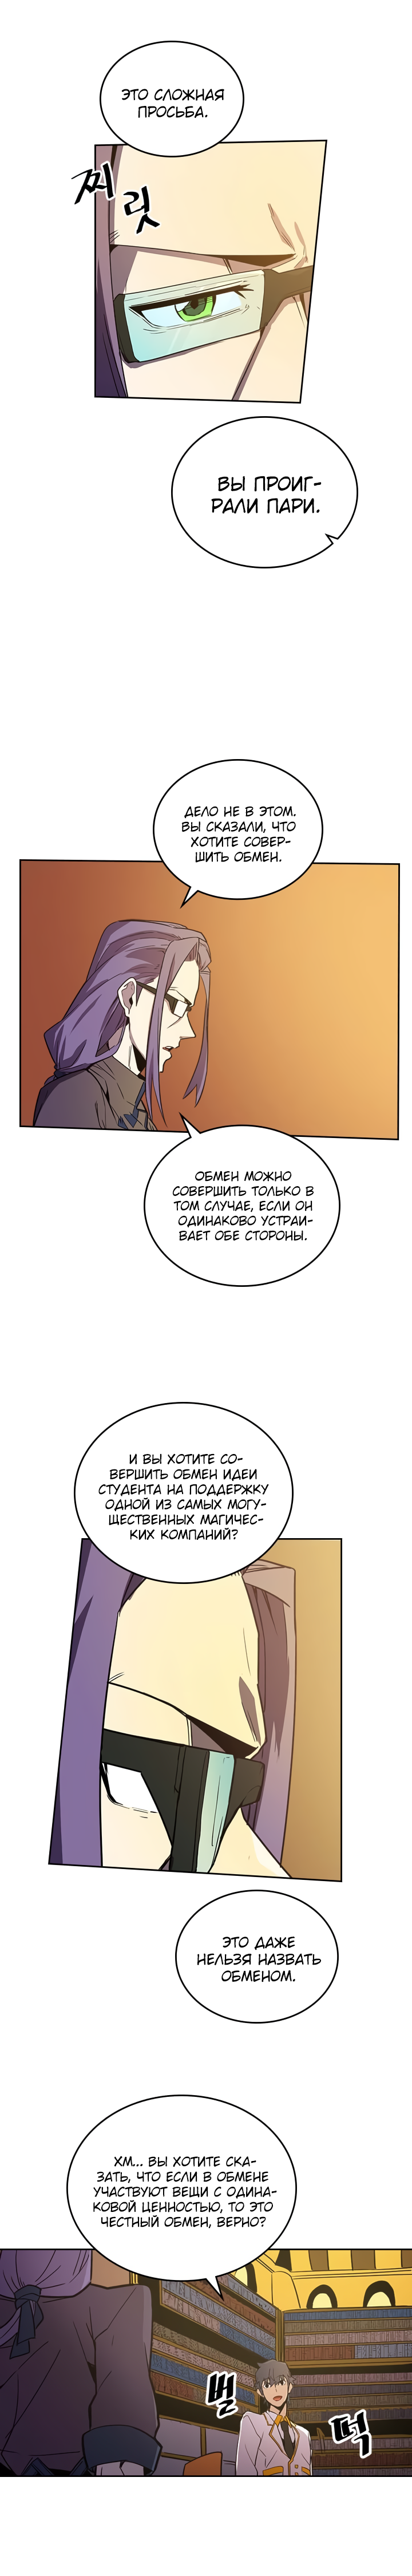 ЭТО СЛОЖНАЯ
ПРОСЬБА.
찌
릿
ВЫ ПРОИГ-
РАЛИ ПАРИ.
ДЕЛО НЕ В ЭТОМ.
ВЫ СКАЗАЛИ, ЧТО
ХОТИТЕ СОВЕР-
ШИТЬ ОБМЕН.
ОБМЕН МОЖНО
СОВЕРШИТЬ ТОЛЬКО В
ТОМ СЛУЧАЕ, ЕСЛИ ОН
ОДИНАКОВО УСТРАИ-
ВАЕТ ОБЕ СТОРОНЫ.
И ВЫ ХОТИТЕ СО-
ВЕРШИТЬ ОБМЕН ИДЕИ
СТУДЕНТА НА ПОДДЕРЖКУ
ОДНОЙ ИЗ САМЫХ МОГУ-
ЩЕСТВЕННЫХ МАГИЧЕС-
КИХ КОМПАНИЙ?
ЭТО ДАЖЕ
НЕЛЬЗЯ НАЗВАТЬ
ОБМЕНОМ.
ХМ... ВЫ ХОТИТЕ СКА-
ЗАТЬ, ЧТО ЕСЛИ В ОБМЕНЕ
УЧАСТВУЮТ ВЕЩИ С ОДИНА-
КОВОЙ ЦЕННОСТЬЮ, ТО ЭТО
ЧЕСТНЫЙ ОБМЕН, ВЕРНО?
벌
떡